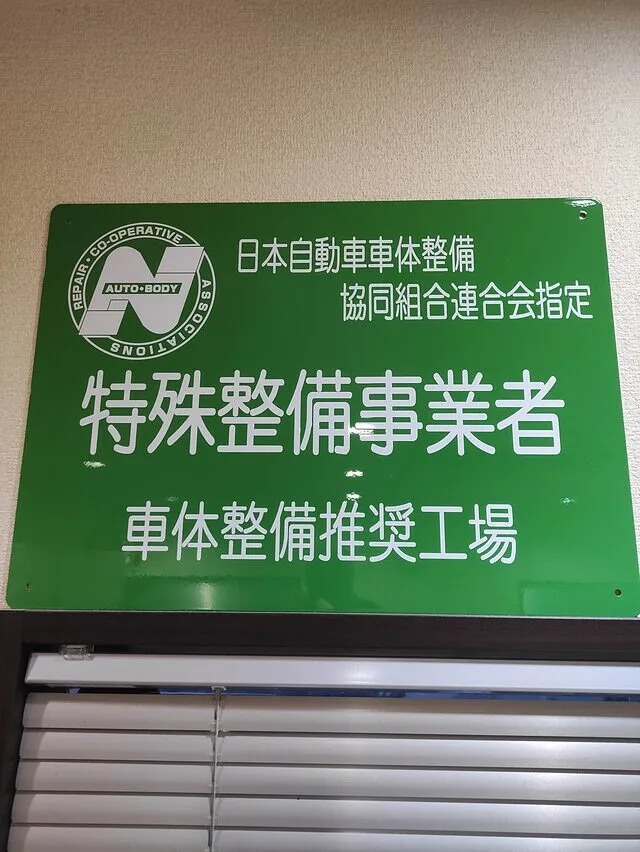 REPAIR・CO-OPERATIVE
ASSOCIATIONS
AUTO・BODY
日本自動車車体整備
協同組合連合会指定
特殊整備事業者
車体整備推奨工場